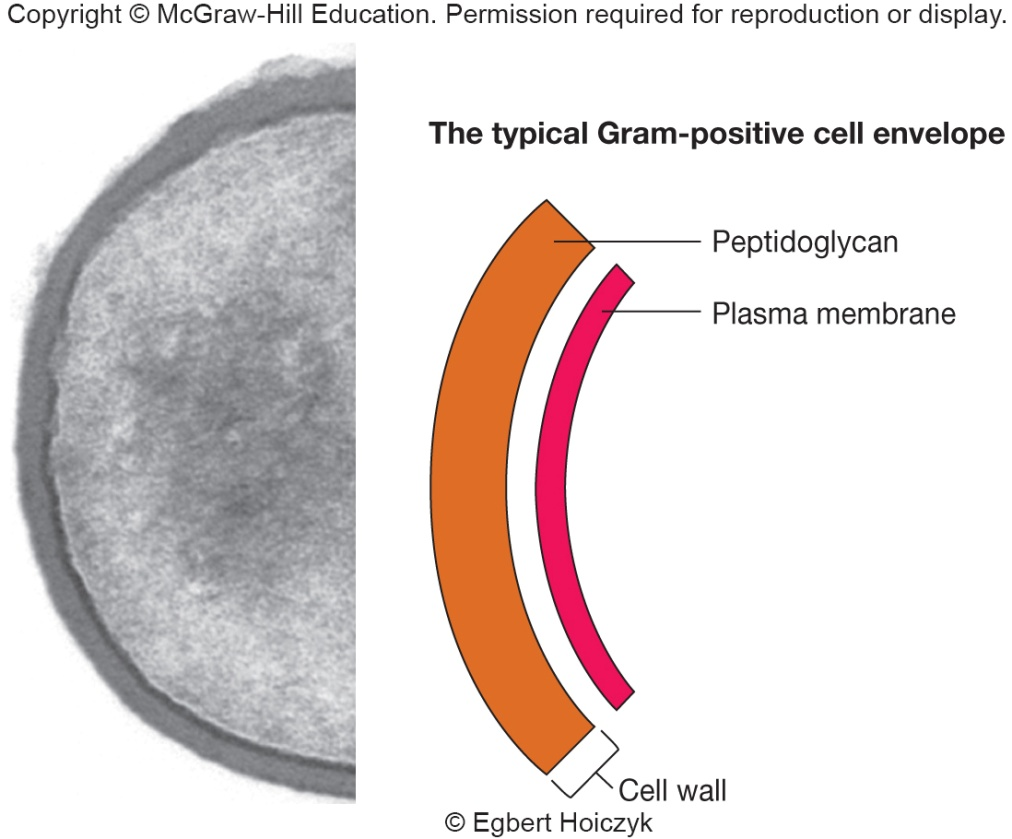 Copyright © McGraw-Hill Education. Permission required for reproduction or display.
The typical Gram-positive cell envelope
Peptidoglycan
Plasma membrane
Cell wall
© Egbert Hoiczyk